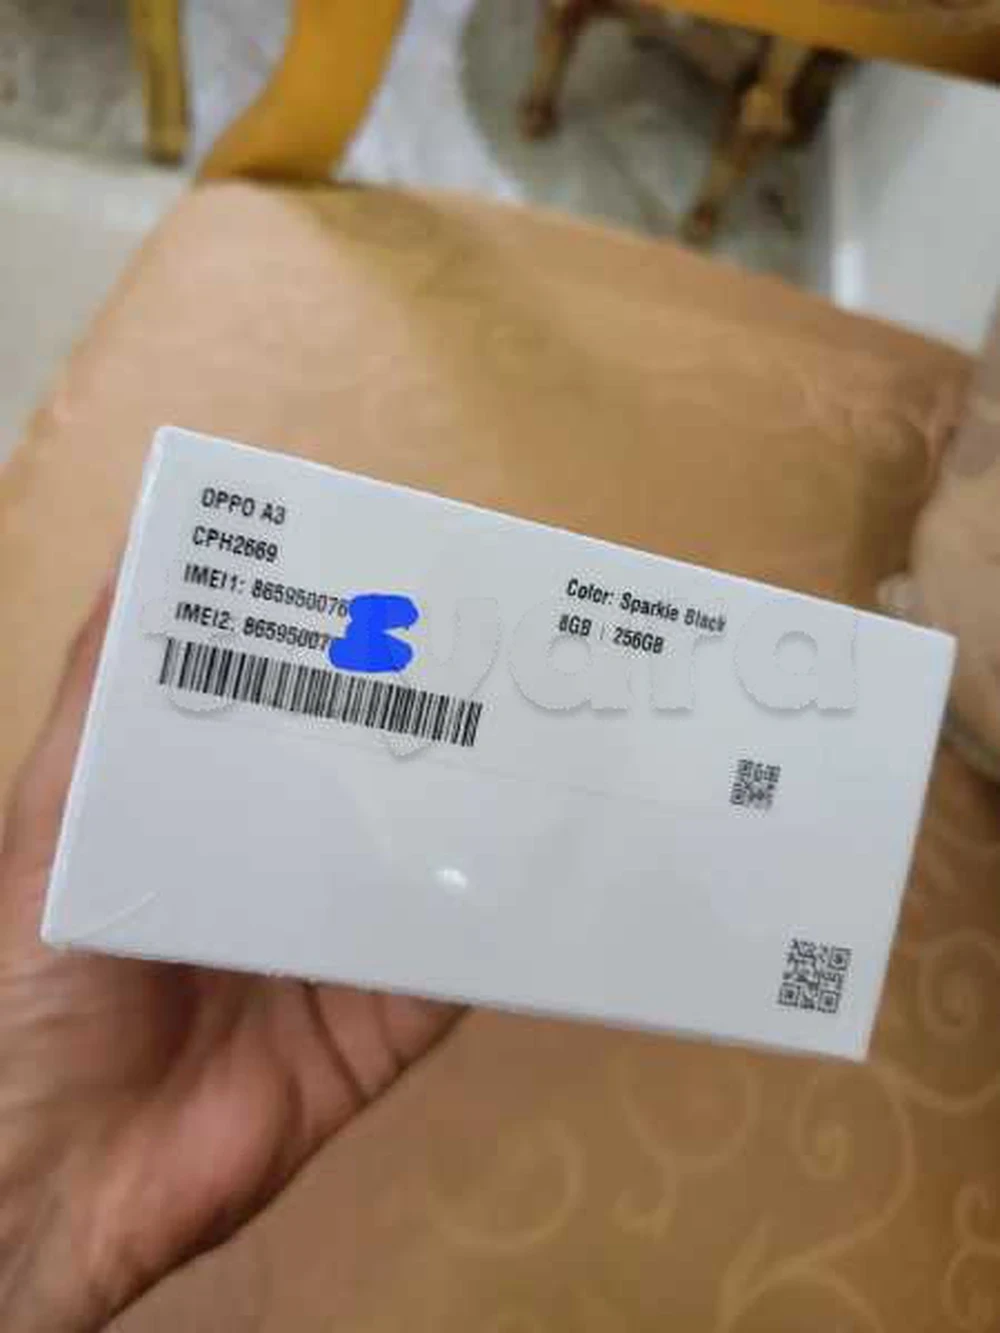 OPPO A3
CPH2669
IMEI1: 865950076
IMEI2: 86595007
Color: Sparkle Black
8GB | 256GB